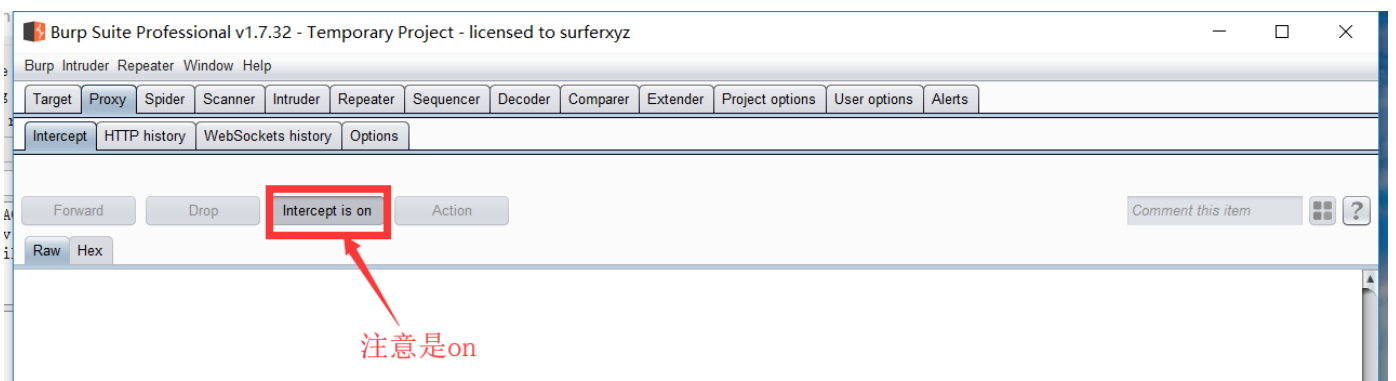 Burp Suite Professional v1.7.32 - Temporary Project - licensed to surferxyz
Burp Intruder Repeater Window Help
Target Proxy Spider Scanner Intruder Repeater Sequencer Decoder Comparer Extender Project options User options Alerts
Intercept HTTP history WebSockets history Options
Forward Drop Intercept is on Action Comment this item ?
Raw Hex
注意是on